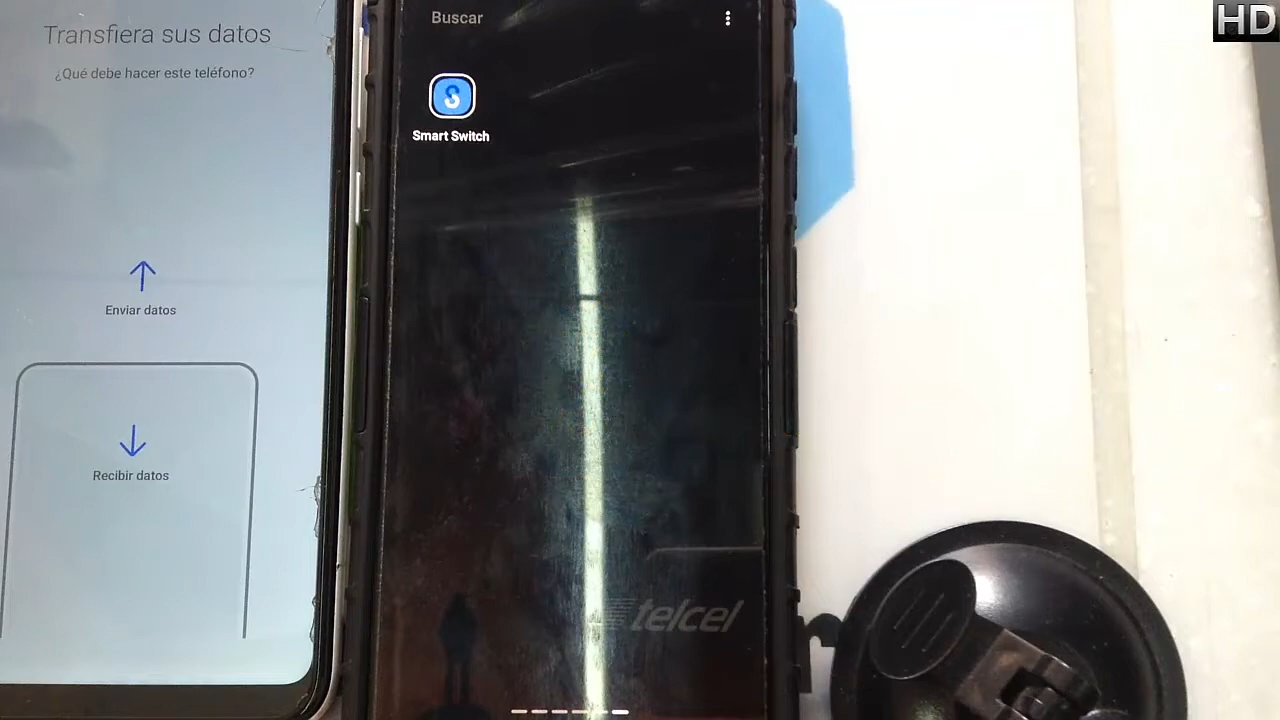 Transfiera sus datos
¿Qué debe hacer este teléfono?
Enviar datos
Recibir datos
Buscar
Smart Switch
telcel
HD